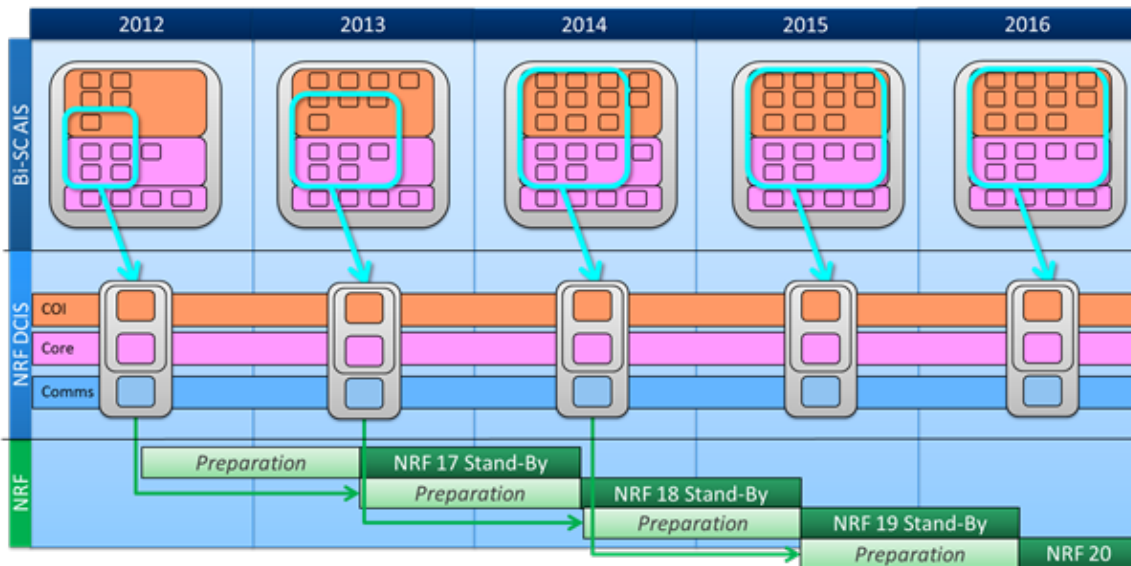 2012 2013 2014 2015 2016
Bi-SC AIS
NRF DCIS
COI
Core
Comms
NRF
Preparation NRF 17 Stand-By
Preparation NRF 18 Stand-By
Preparation NRF 19 Stand-By
Preparation NRF 20